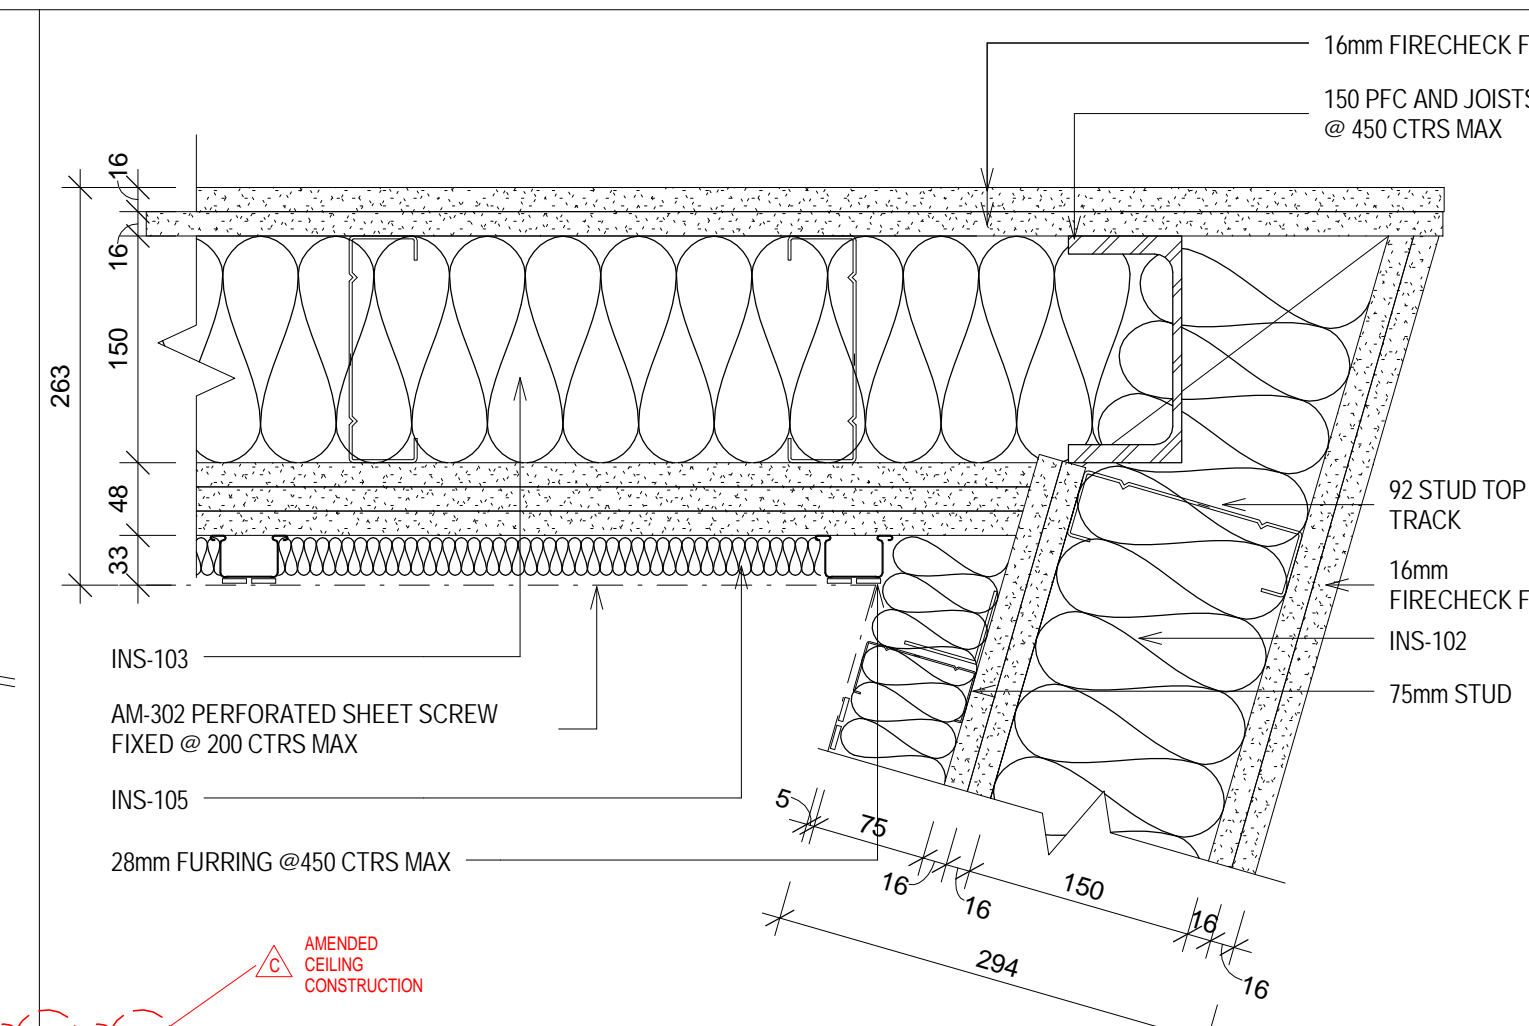 16mm FIRECHECK F
150 PFC AND JOISTS
@ 450 CTRS MAX
16
16
150
263
48
33
92 STUD TOP
TRACK
16mm
FIRECHECK F
INS-102
75mm STUD
INS-103
AM-302 PERFORATED SHEET SCREW
FIXED @ 200 CTRS MAX
INS-105
28mm FURRING @450 CTRS MAX
5
75
16
16
150
16
16
294
C
AMENDED
CEILING
CONSTRUCTION